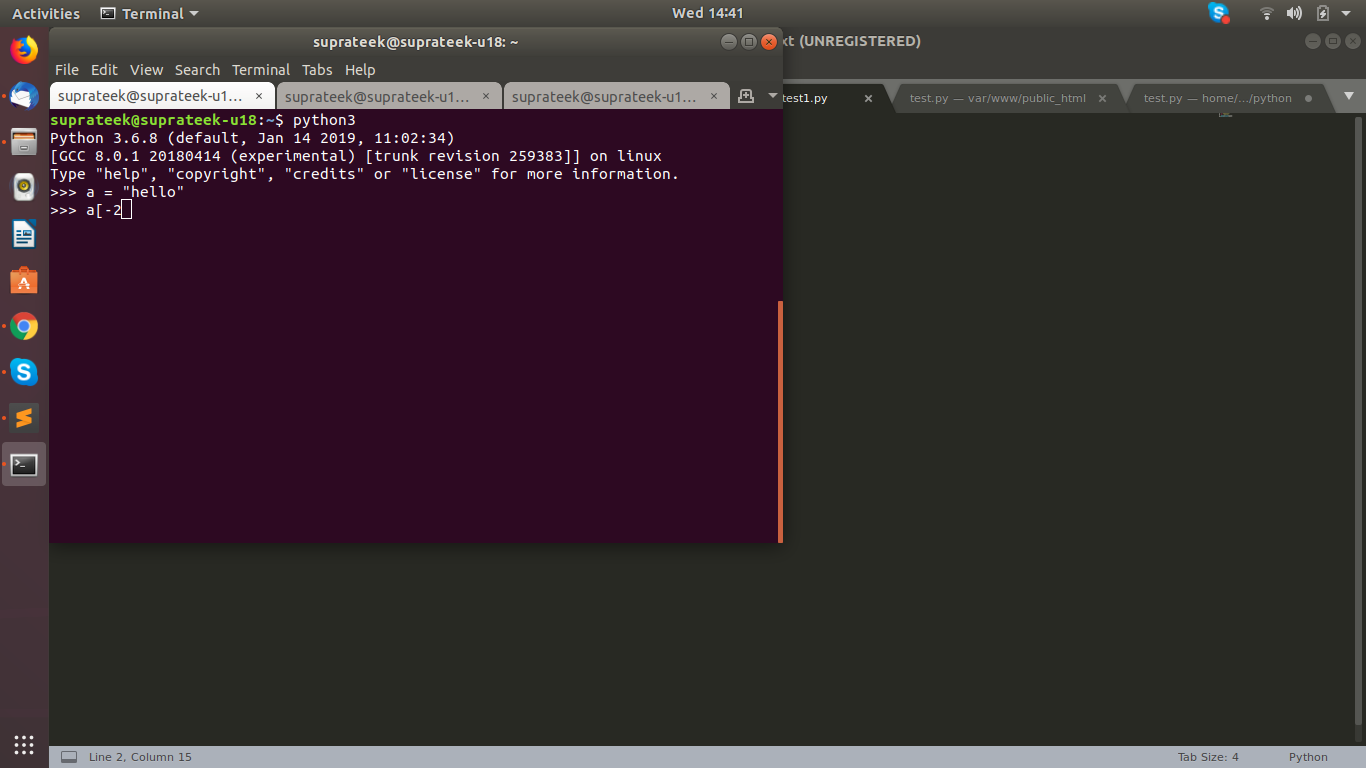 Activities Terminal Wed 14:41
suprateek@suprateek-u18: ~
xt (UNREGISTERED)
File Edit View Search Terminal Tabs Help
suprateek@suprateek-u1… × suprateek@suprateek-u1… × suprateek@suprateek-u1… ×
test1.py × test.py — var/www/public_html × test.py — home/.../python
suprateek@suprateek-u18:~$ python3
Python 3.6.8 (default, Jan 14 2019, 11:02:34)
[GCC 8.0.1 20180414 (experimental) [trunk revision 259383]] on linux
Type "help", "copyright", "credits" or "license" for more information.
>>> a = "hello"
>>> a[-2
Line 2, Column 15 Tab Size: 4 Python